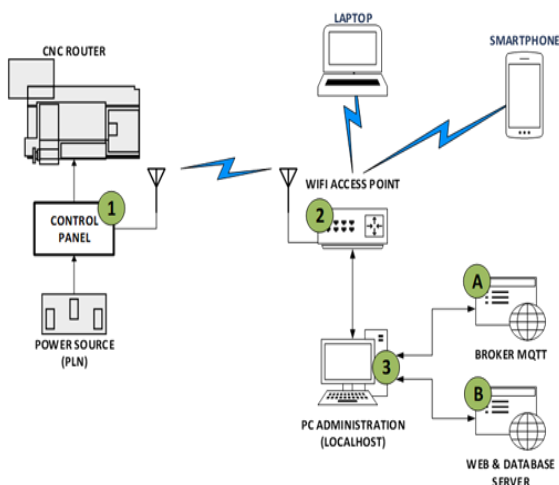 LAPTOP
SMARTPHONE
CNC ROUTER
WIFI ACCESS POINT
1
2
CONTROL
PANEL
POWER SOURCE
(PLN)
A
BROKER MQTT
3
PC ADMINISTRATION
(LOCALHOST)
B
WEB & DATABASE
SERVER